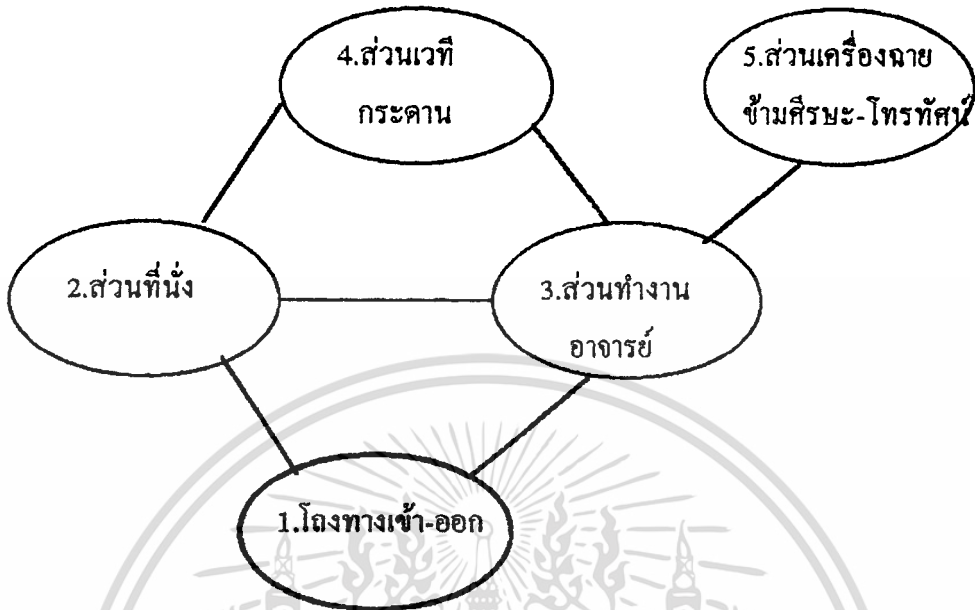 4.ส่วนเวที
กระดาน
5.ส่วนเครื่องฉาย
ข้ามศีรษะ-โทรทัศน์
2.ส่วนที่นั่ง
3.ส่วนทำงาน
อาจารย์
1.โถงทางเข้า-ออก